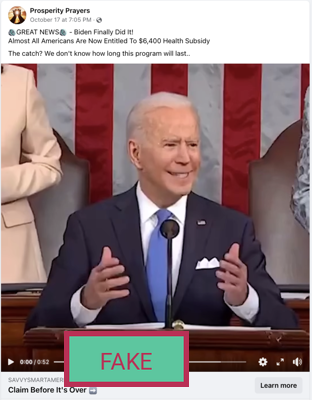 Prosperity Prayers
October 17 at 7:05 PM ·
🤑GREAT NEWS🤑 - Biden Finally Did It!
Almost All Americans Are Now Entitled To $6,400 Health Subsidy
The catch? We don't know how long this program will last..
0:00 / 0:52
FAKE
SAVVYSMARTAMER
Claim Before It's Over ➡️
Learn more